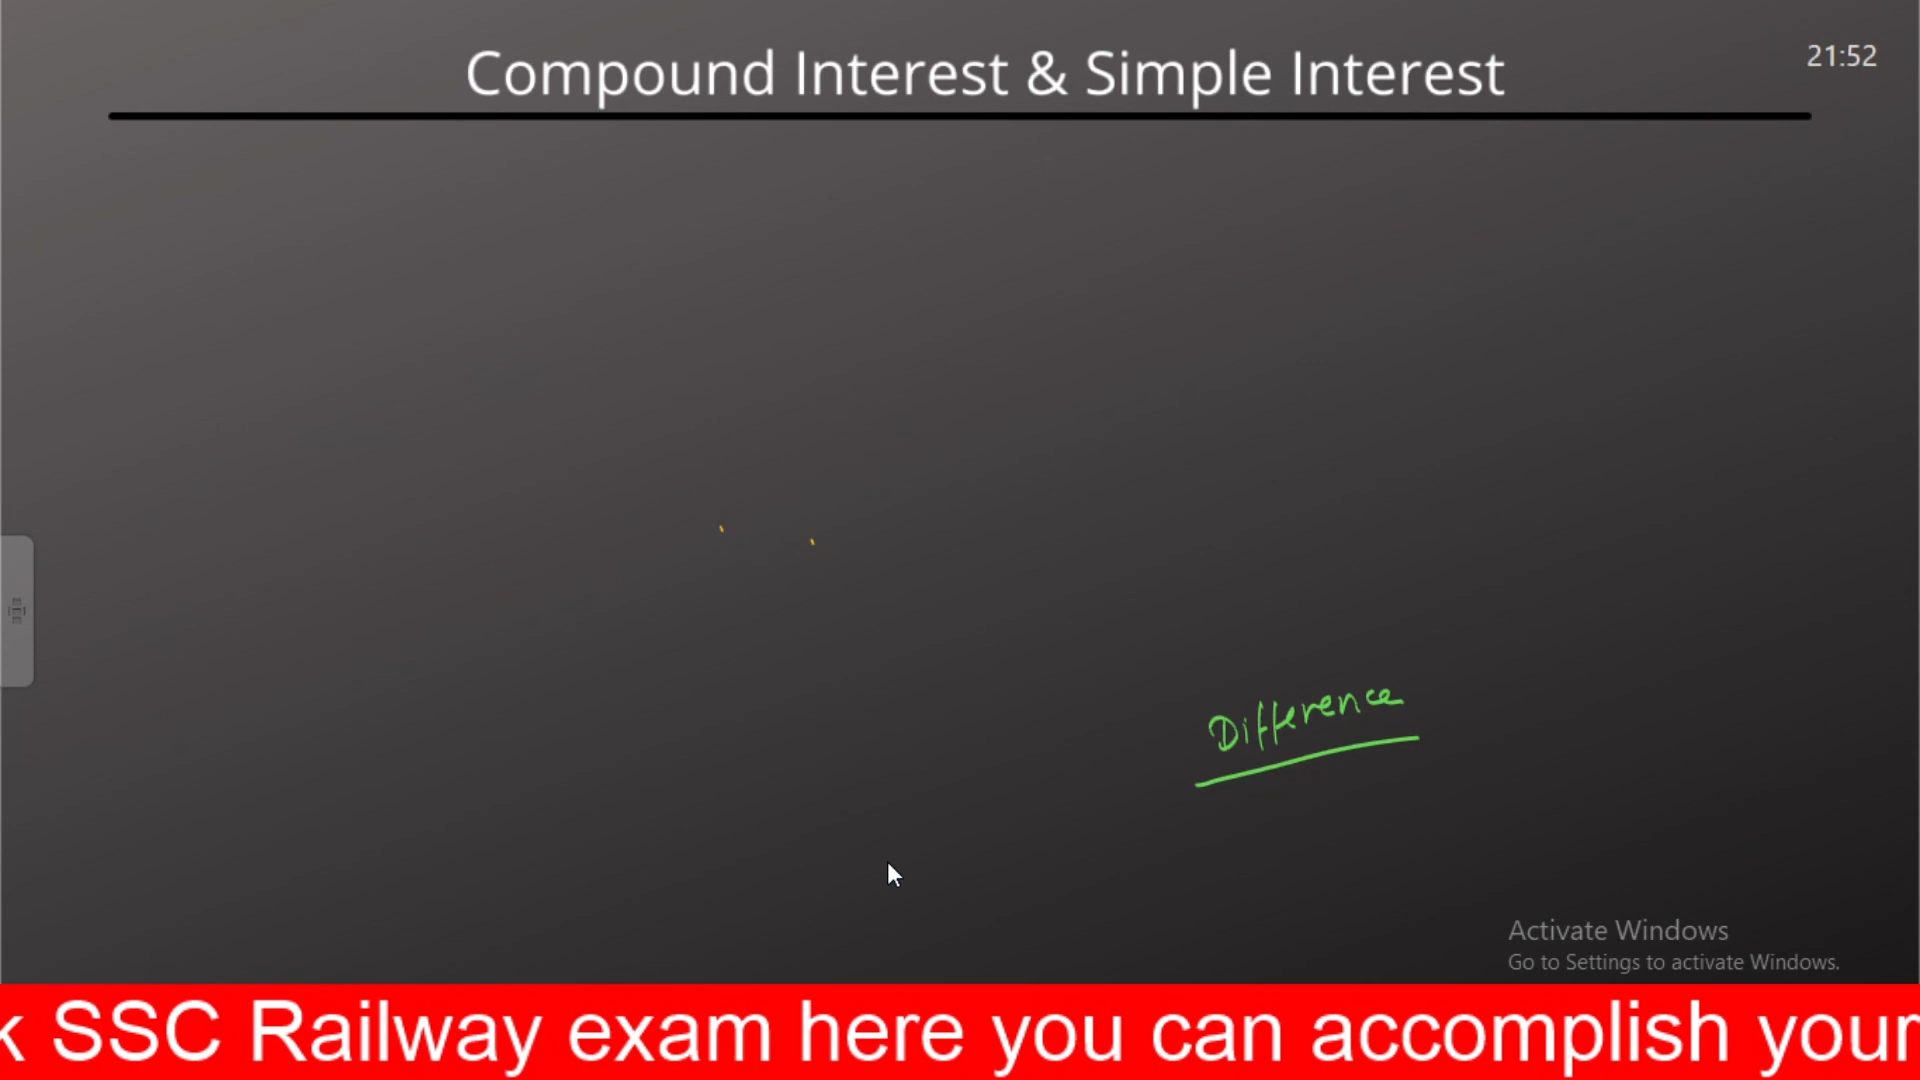 Compound Interest & Simple Interest
21:52
Difference
Activate Windows
Go to Settings to activate Windows.
k SSC Railway exam here you can accomplish your